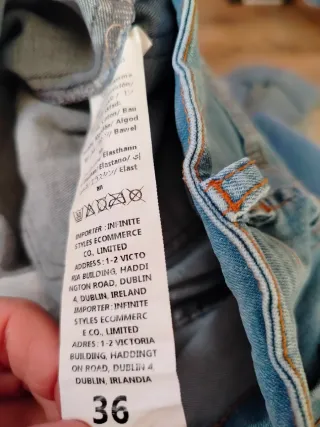 Bawel
Elasthann
Elastano/
Elast
IMPORTER : INFINITE
STYLES ECOMMERCE
CO., LIMITED
ADDRESS : 1-2 VICTO
RIA BUILDING, HADDI
NGTON ROAD, DUBLIN
4, DUBLIN, IRELAND
IMPORTER : INFINITE
STYLES ECOMMERC
E CO., LIMITED
ADRES : 1-2 VICTORIA
BUILDING, HADDINGT
ON ROAD, DUBLIN 4,
DUBLIN, IRLANDIA
36